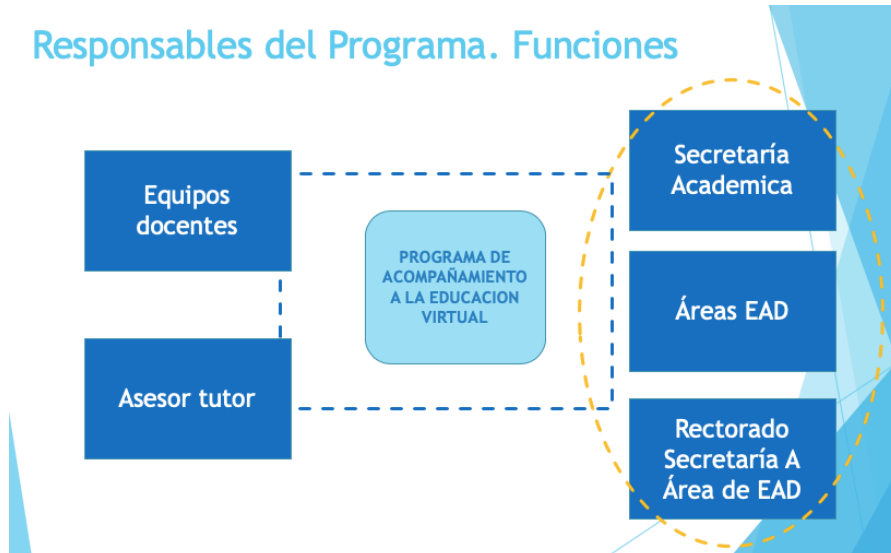 Responsables del Programa. Funciones
Equipos
docentes
Asesor tutor
PROGRAMA DE
ACOMPAÑAMIENTO
A LA EDUCACION
VIRTUAL
Secretaría
Academica
Áreas EAD
Rectorado
Secretaría A
Área de EAD